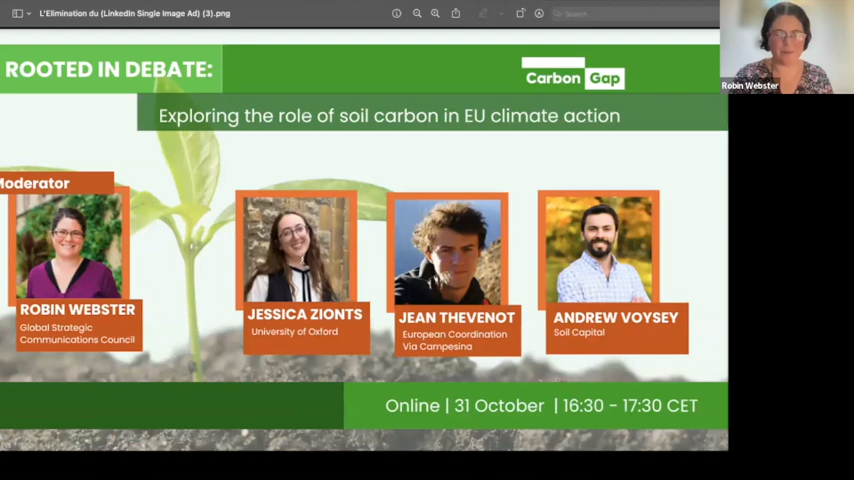 L'Elimination du (LinkedIn Single Image Ad) (3).png
Search
ROOTED IN DEBATE:
Carbon Gap
Robin Webster
Exploring the role of soil carbon in EU climate action
Moderator
ROBIN WEBSTER
Global Strategic
Communications Council
JESSICA ZIONTS
University of Oxford
JEAN THEVENOT
European Coordination
Via Campesina
ANDREW VOYSEY
Soil Capital
Online | 31 October | 16:30 - 17:30 CET